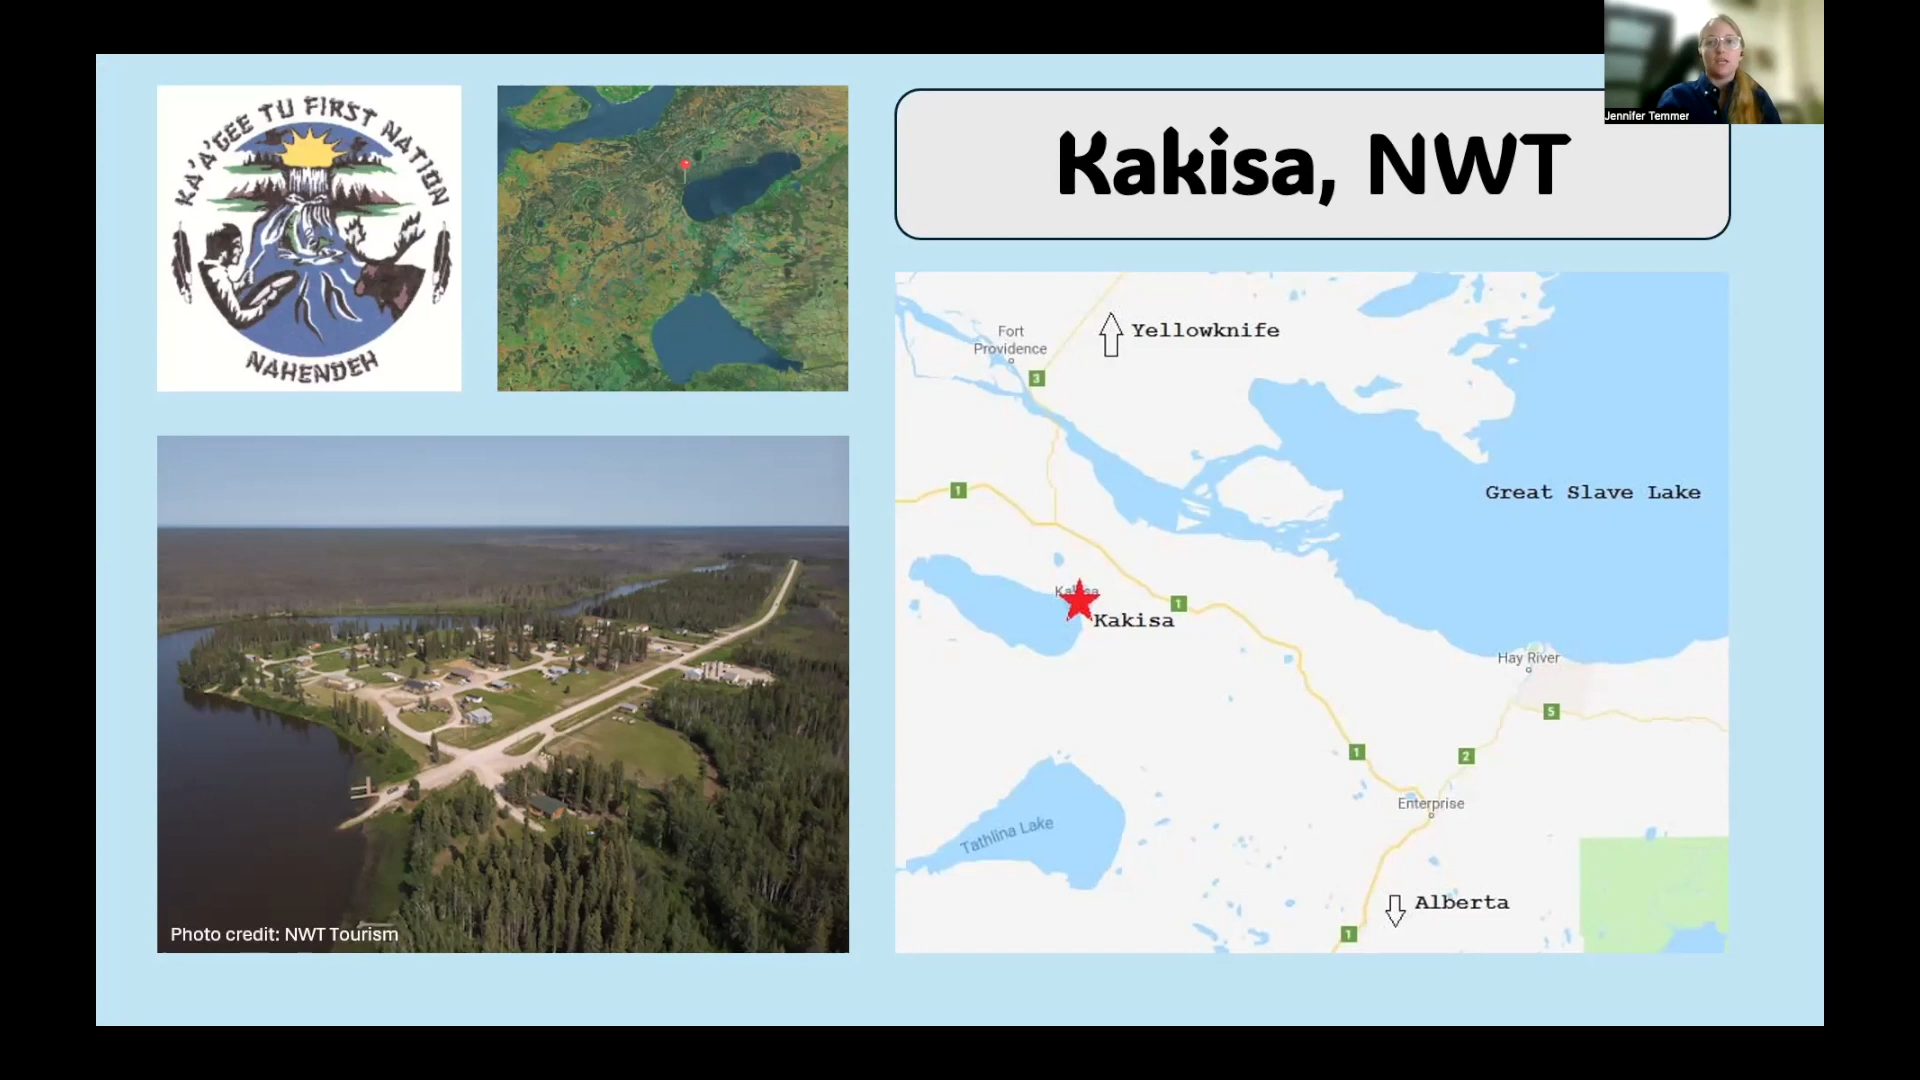 Jennifer Temmer
KA'A'GEE TU FIRST NATION
NAHENDEH
Kakisa, NWT
Yellowknife
Fort
Providence
3
1
Great Slave Lake
Kakisa
Kakisa
1
Hay River
5
1
2
Enterprise
Tathlina Lake
Alberta
1
Photo credit: NWT Tourism